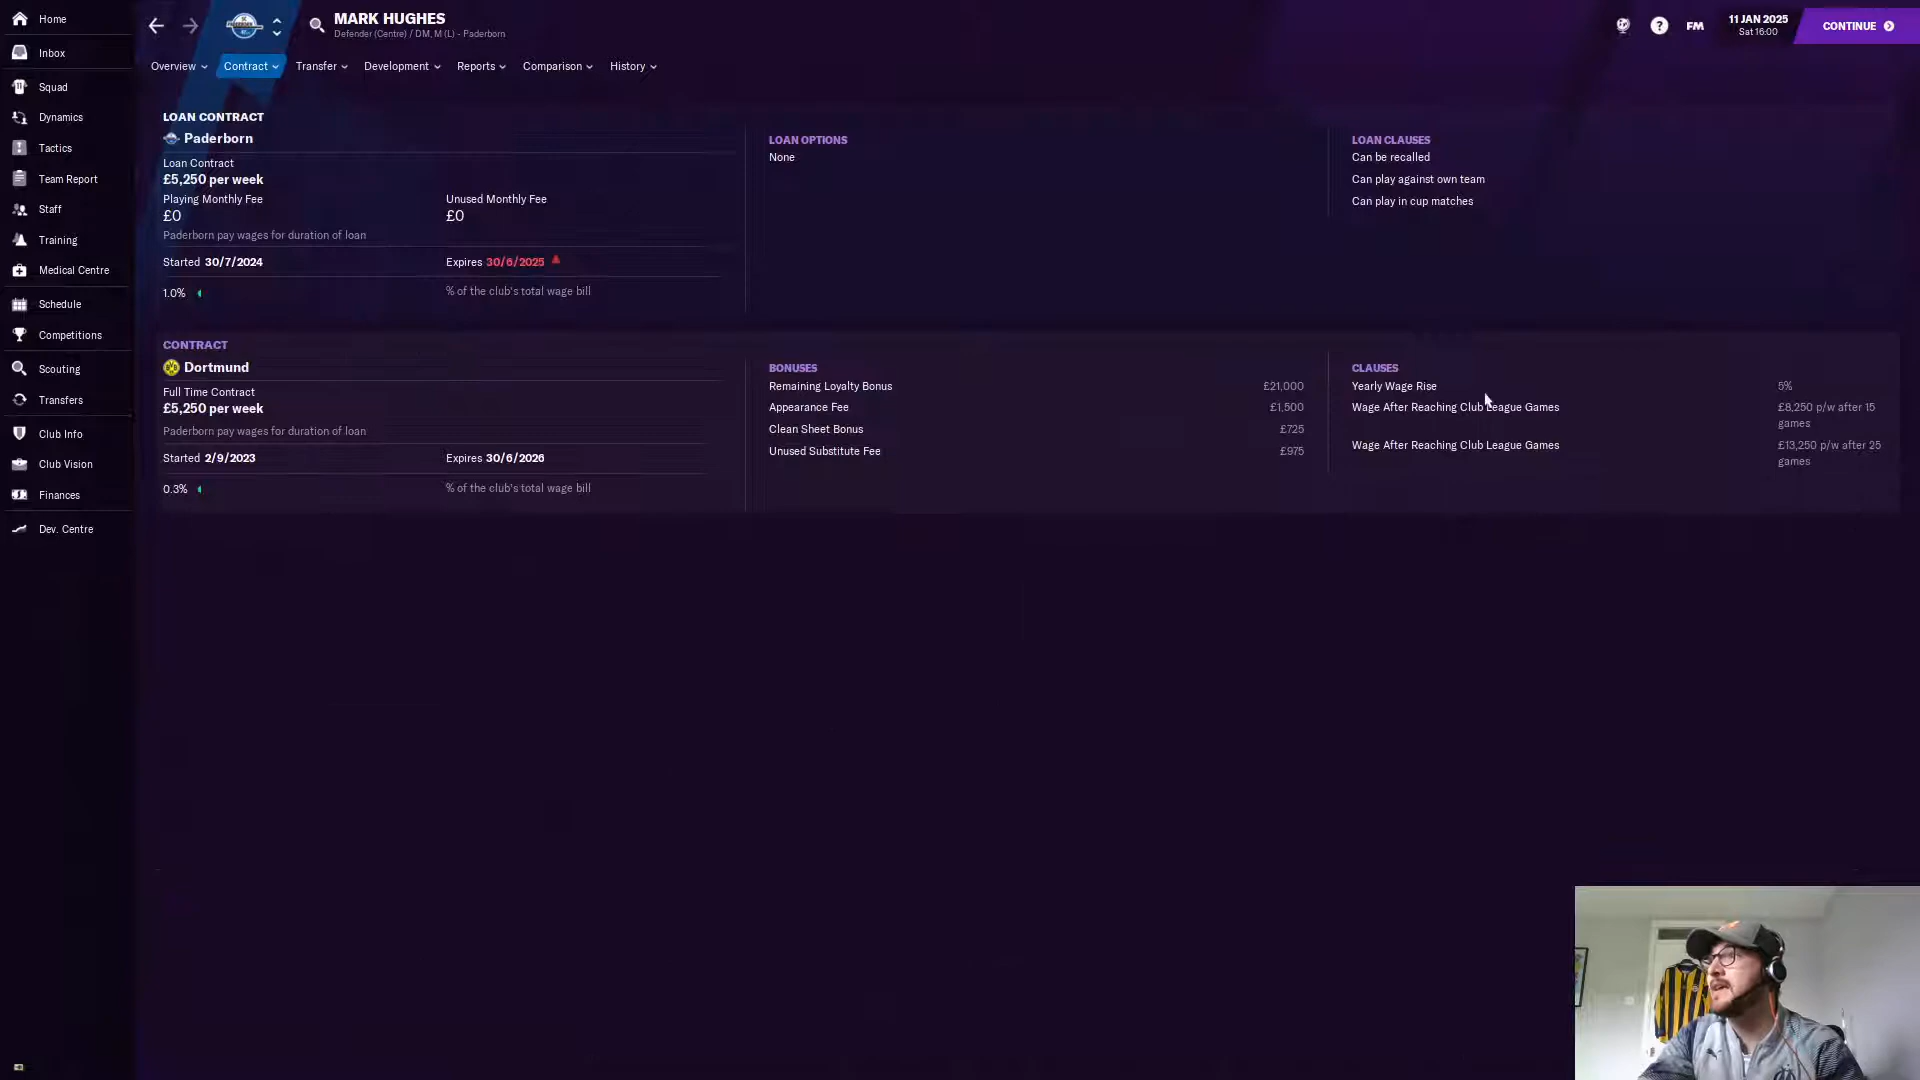 Home
Inbox
Squad
Dynamics
Tactics
Team Report
Staff
Training
Medical Centre
Schedule
Competitions
Scouting
Transfers
Club Info
Club Vision
Finances
Dev. Centre
MARK HUGHES
Defender (Centre) / DM, M (L) - Paderborn
? FM 11 JAN 2025 CONTINUE
Sat 16:00
Overview Contract Transfer Development Reports Comparison History
LOAN CONTRACT
Paderborn
Loan Contract
£5,250 per week
Playing Monthly Fee Unused Monthly Fee
£0 £0
Paderborn pay wages for duration of loan
Started 30/7/2024 Expires 30/6/2025
1.0% % of the club's total wage bill
LOAN OPTIONS
None
LOAN CLAUSES
Can be recalled
Can play against own team
Can play in cup matches
CONTRACT
Dortmund
Full Time Contract
£5,250 per week
Paderborn pay wages for duration of loan
Started 2/9/2023 Expires 30/6/2026
0.3% % of the club's total wage bill
BONUSES
Remaining Loyalty Bonus £21,000
Appearance Fee £1,500
Clean Sheet Bonus £725
Unused Substitute Fee £975
CLAUSES
Yearly Wage Rise 5%
Wage After Reaching Club League Games £8,250 p/w after 15
games
Wage After Reaching Club League Games £13,250 p/w after 25
games